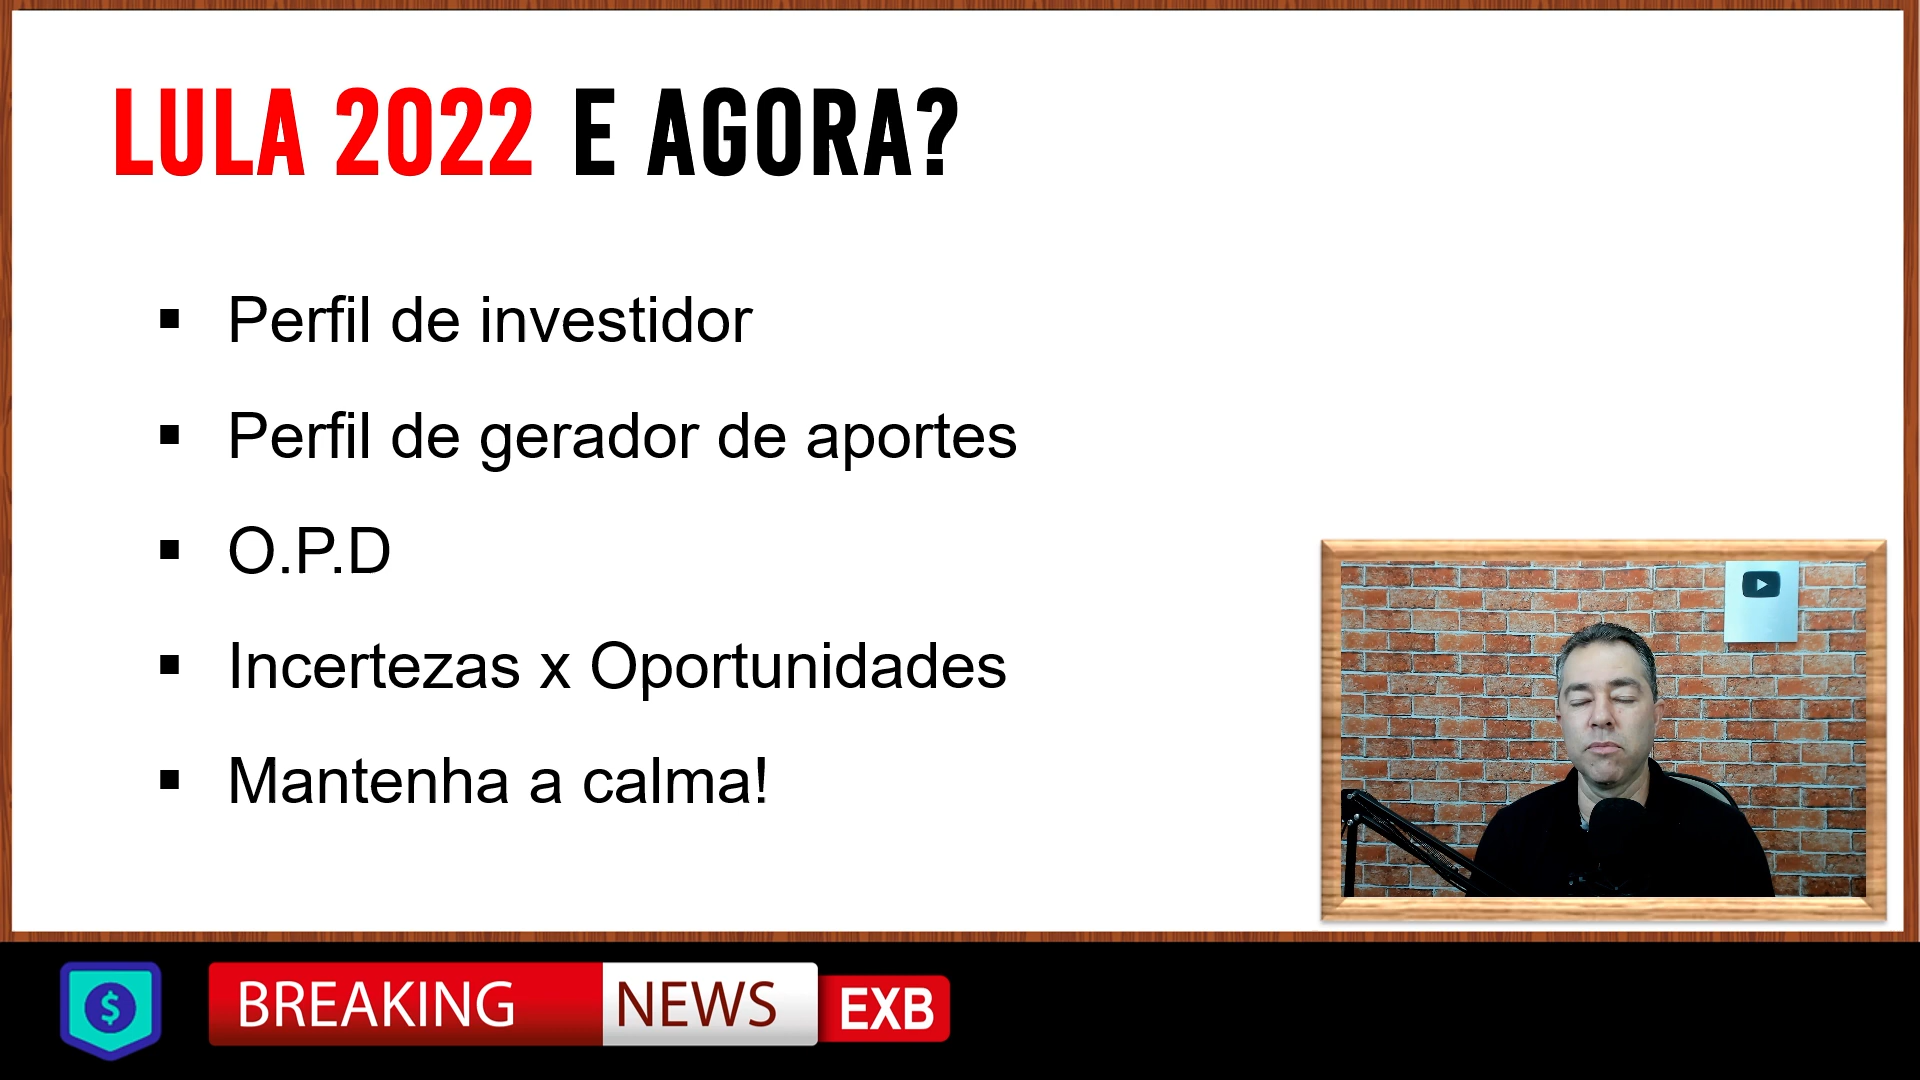 LULA 2022 E AGORA?
▪ Perfil de investidor
▪ Perfil de gerador de aportes
▪ O.P.D
▪ Incertezas x Oportunidades
▪ Mantenha a calma!
$
BREAKING NEWS EXB